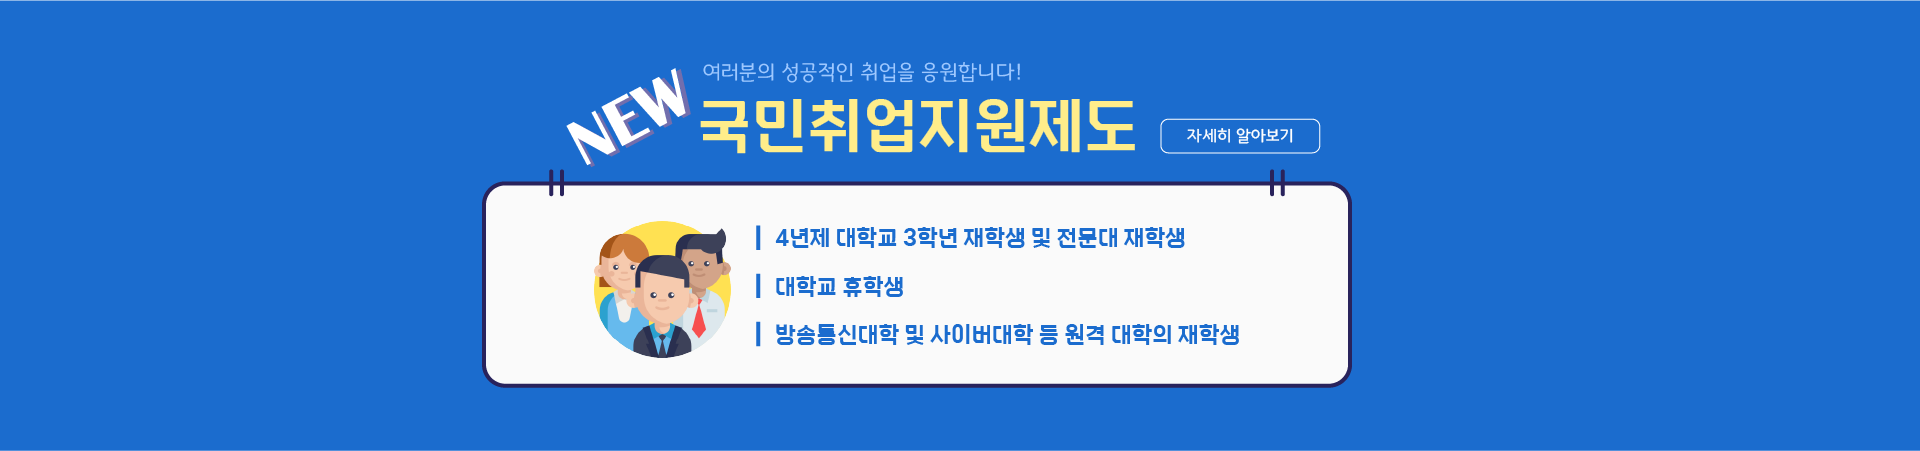 여러분의 성공적인 취업을 응원합니다!
NEW
국민취업지원제도
자세히 알아보기
4년제 대학교 3학년 재학생 및 전문대 재학생
대학교 휴학생
방송통신대학 및 사이버대학 등 원격 대학의 재학생